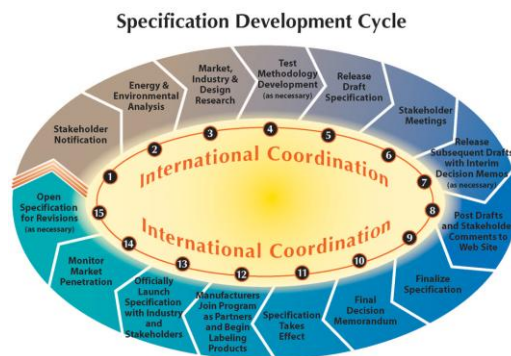 Specification Development Cycle
Stakeholder
Notification
Energy &
Environmental
Analysis
Market,
Industry &
Design
Research
Test
Methodology
Development
(as necessary)
Release
Draft
Specification
Stakeholder
Meetings
Release
Subsequent Drafts
with Interim
Decision Memos
(as necessary)
Post Drafts
and Stakeholder
Comments to
Web Site
Finalize
Specification
Final
Decision
Memorandum
Specification
Takes
Effect
Manufacturers
Join Program
as Partners
and Begin
Labeling
Products
Officially
Launch
Specification
with Industry
and
Stakeholders
Monitor
Market
Penetration
Open
Specification
for Revisions
(as necessary)
1
2
3
4
5
6
7
8
9
10
11
12
13
14
15
International Coordination
International Coordination